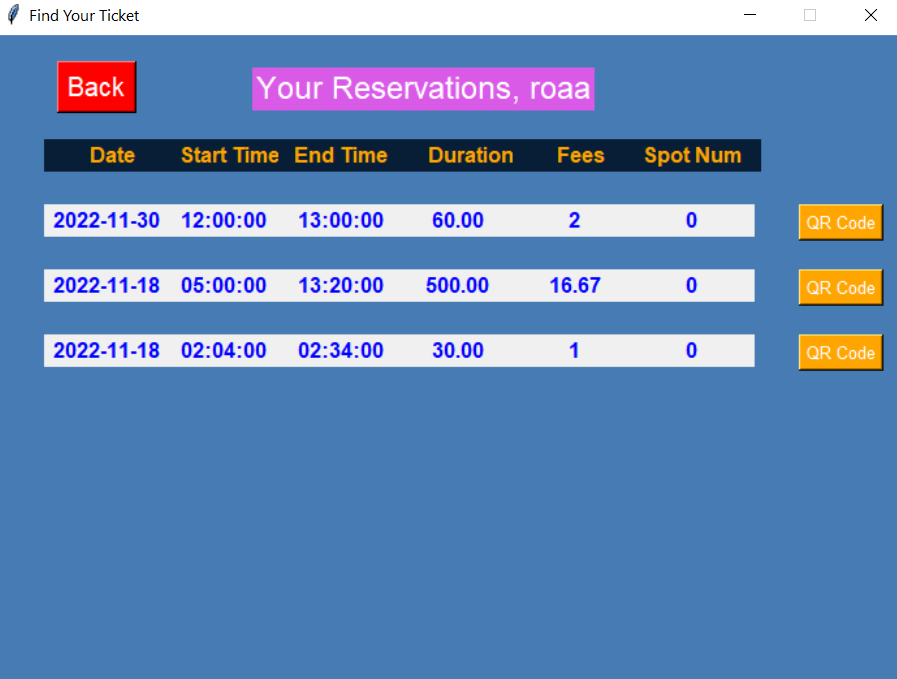 Find Your Ticket
Back
Your Reservations, roaa
Date Start Time End Time Duration Fees Spot Num
2022-11-30 12:00:00 13:00:00 60.00 2 0 QR Code
2022-11-18 05:00:00 13:20:00 500.00 16.67 0 QR Code
2022-11-18 02:04:00 02:34:00 30.00 1 0 QR Code